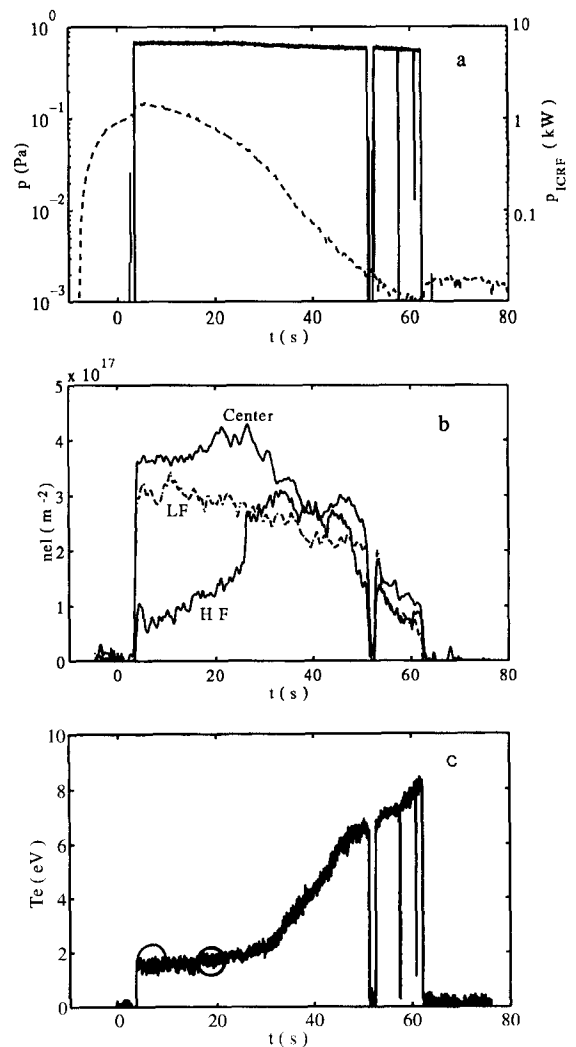 10^0
10
a
10^-1
1
p (Pa)
p_ICRF (kW)
10^-2
0.1
10^-3
0 20 40 60 80
t(s)
x 10^17
5
Center
b
4
3
LF
nel (m^-2)
2
1
HF
0
0 20 40 60 80
t(s)
10
c
8
6
Te (eV)
4
2
0
0 20 40 60 80
t(s)